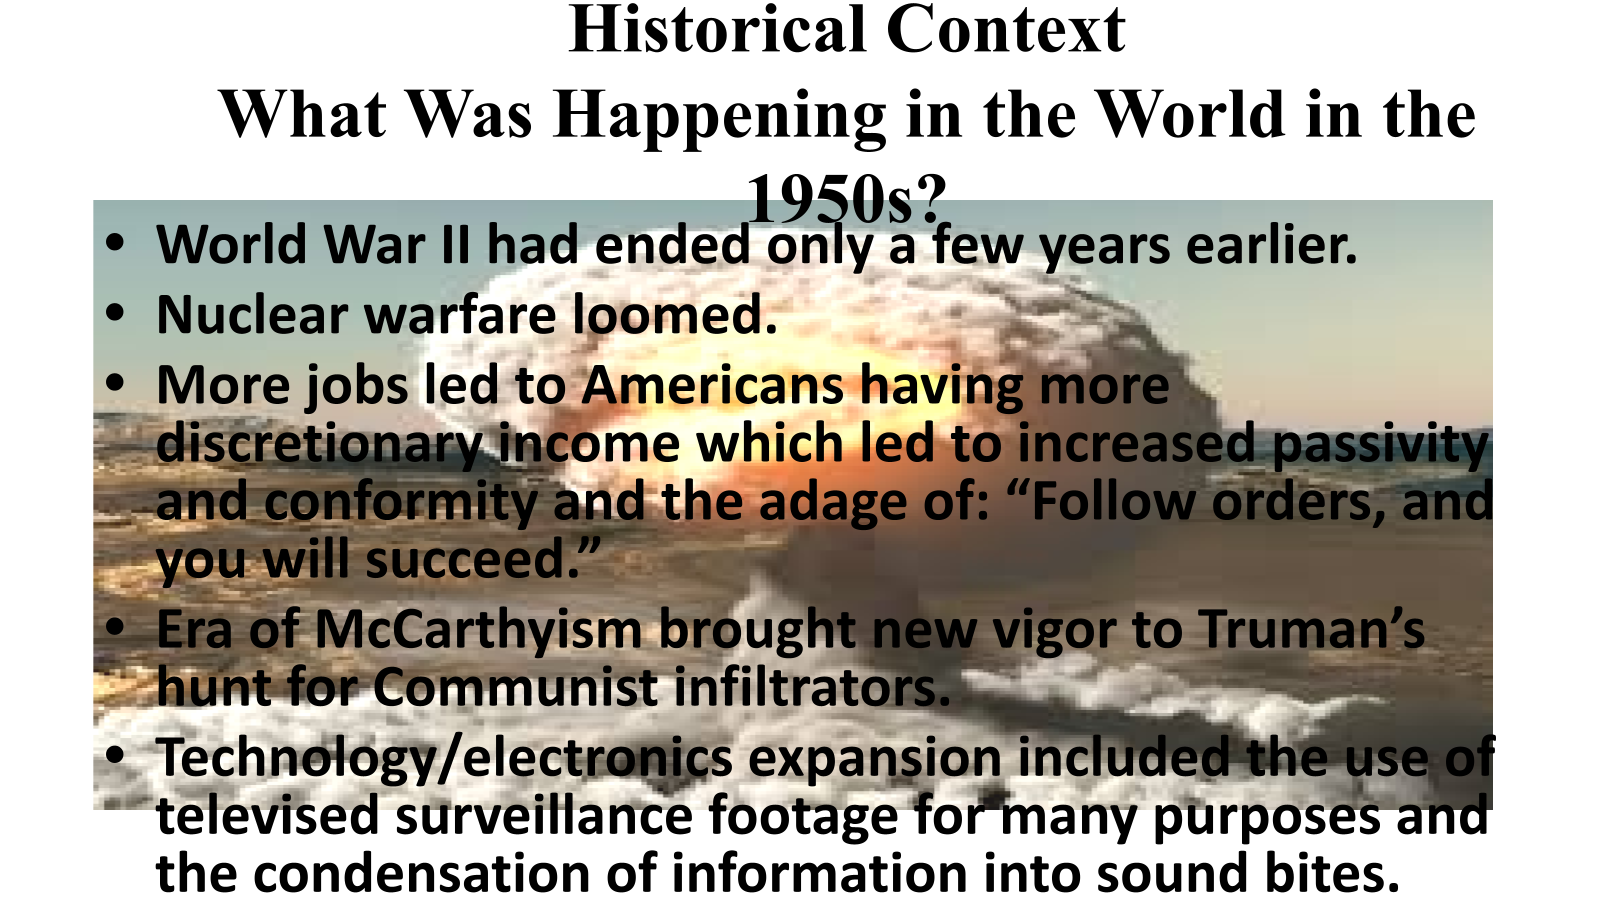 Historical Context
What Was Happening in the World in the
1950s?
• World War II had ended only a few years earlier.
• Nuclear warfare loomed.
• More jobs led to Americans having more
discretionary income which led to increased passivity
and conformity and the adage of: “Follow orders, and
you will succeed.”
• Era of McCarthyism brought new vigor to Truman’s
hunt for Communist infiltrators.
• Technology/electronics expansion included the use of
televised surveillance footage for many purposes and
the condensation of information into sound bites.